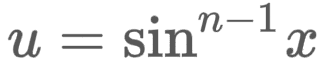 u = sin^{n−1} x